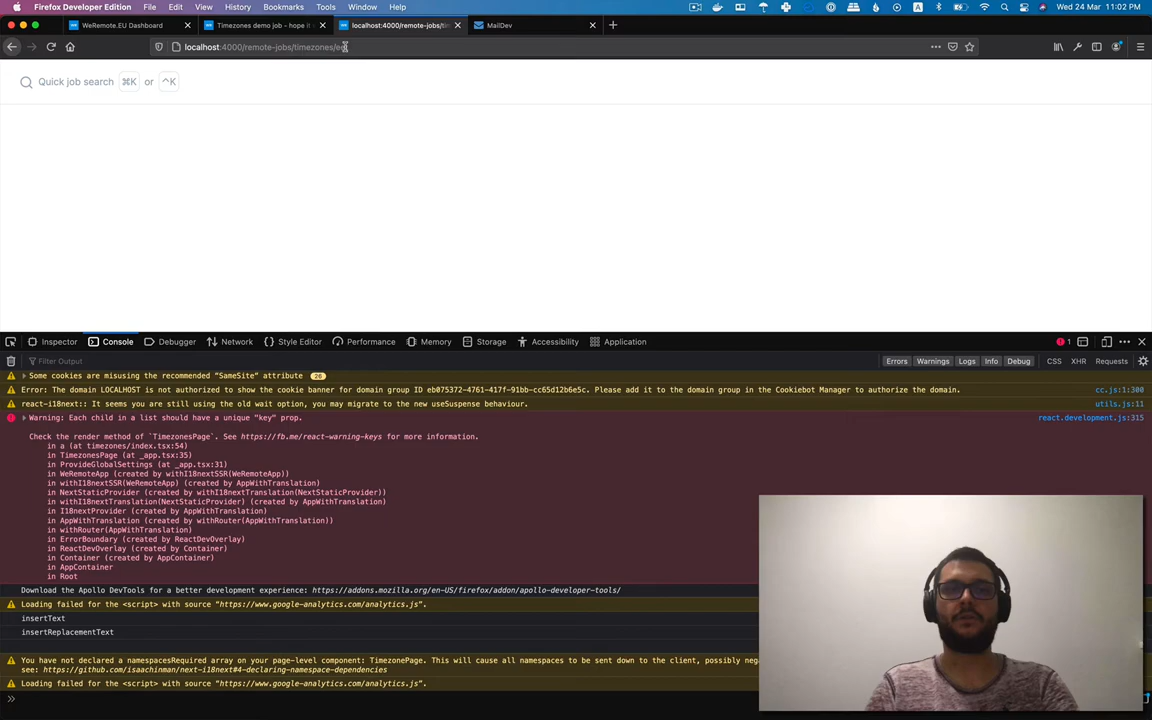 Firefox Developer Edition File Edit View History Bookmarks Tools Window Help Wed 24 Mar 11:02 PM
WeRemote.EU Dashboard Timezones demo job - hope it localhost:4000/remote-jobs/ti MailDev
localhost:4000/remote-jobs/timezones/e
Quick job search ⌘K or ^K
Inspector Console Debugger Network Style Editor Performance Memory Storage Accessibility Application 1
Filter Output Errors Warnings Logs Info Debug CSS XHR Requests
Some cookies are misusing the recommended "SameSite" attribute 26
Error: The domain LOCALHOST is not authorized to show the cookie banner for domain group ID eb075372-4761-417f-91bb-cc65d12b6e5c. Please add it to the domain group in the Cookiebot Manager to authorize the domain. cc.js:1:300
react-i18next:: It seems you are still using the old wait option, you may migrate to the new useSuspense behaviour. utils.js:11
Warning: Each child in a list should have a unique "key" prop. react.development.js:315
Check the render method of `TimezonesPage`. See https://fb.me/react-warning-keys for more information.
in a (at timezones/index.tsx:54)
in TimezonesPage (at _app.tsx:35)
in ProvideGlobalSettings (at _app.tsx:31)
in WeRemoteApp (created by withI18nextSSR(WeRemoteApp))
in withI18nextSSR(WeRemoteApp) (created by AppWithTranslation)
in NextStaticProvider (created by withI18nextTranslation(NextStaticProvider))
in withI18nextTranslation(NextStaticProvider) (created by AppWithTranslation)
in I18nextProvider (created by AppWithTranslation)
in AppWithTranslation (created by withRouter(AppWithTranslation))
in withRouter(AppWithTranslation)
in ErrorBoundary (created by ReactDevOverlay)
in ReactDevOverlay (created by Container)
in Container (created by AppContainer)
in AppContainer
in Root
Download the Apollo DevTools for a better development experience: https://addons.mozilla.org/en-US/firefox/addon/apollo-developer-tools/
Loading failed for the <script> with source "https://www.google-analytics.com/analytics.js".
insertText
insertReplacementText
You have not declared a namespacesRequired array on your page-level component: TimezonePage. This will cause all namespaces to be sent down to the client, possibly neg
see: https://github.com/isaachinman/next-i18next#4-declaring-namespace-dependencies
Loading failed for the <script> with source "https://www.google-analytics.com/analytics.js".